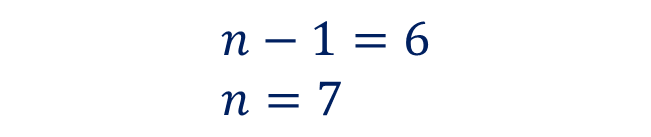 n − 1 = 6
n = 7